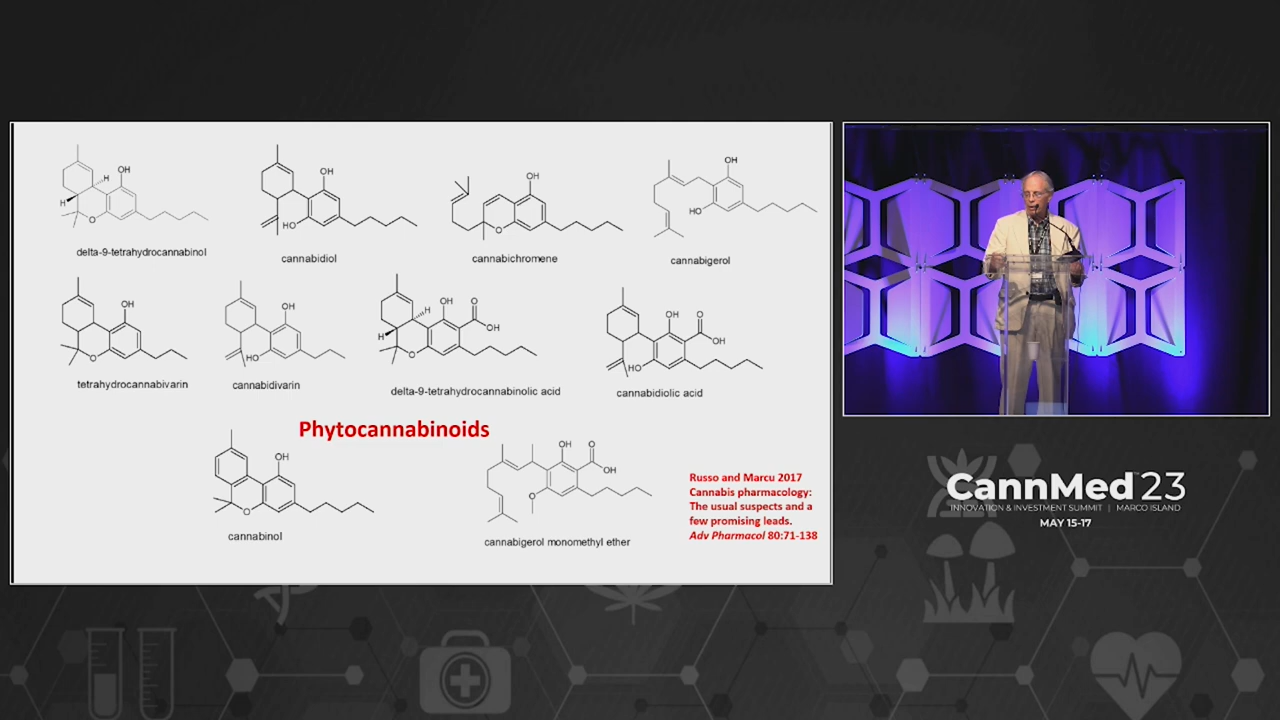 delta-9-tetrahydrocannabinol
cannabidiol
cannabichromene
cannabigerol
tetrahydrocannabivarin
cannabidivarin
delta-9-tetrahydrocannabinolic acid
cannabidiolic acid
Phytocannabinoids
cannabinol
cannabigerol monomethyl ether
Russo and Marcu 2017
Cannabis pharmacology:
The usual suspects and a
few promising leads.
Adv Pharmacol 80:71-138
OH
H
H
O
OH
HO
OH
O
OH
HO
OH
O
OH
HO
OH
O
OH
H
H
O
OH
O
OH
HO
OH
O
OH
O
OH
O
O
OH
CannMed™23
INNOVATION & INVESTMENT SUMMIT | MARCO ISLAND
MAY 15-17